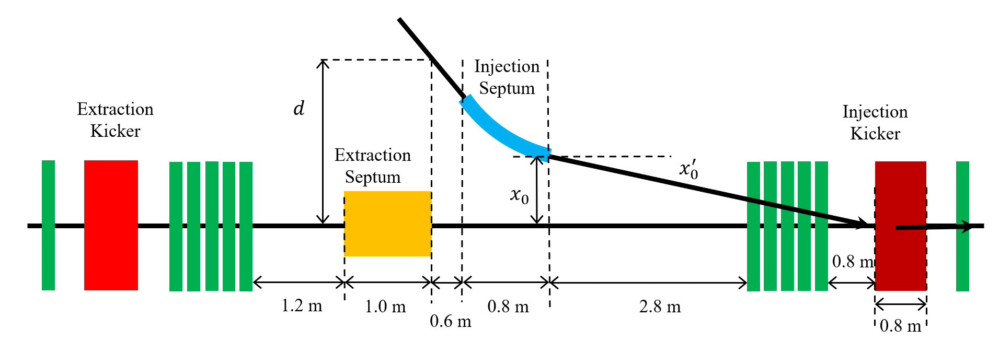 Injection
Septum
Extraction
Kicker
d
Injection
Kicker
Extraction
Septum
x₀
x₀′
0.8 m
1.2 m
1.0 m
0.6 m
0.8 m
2.8 m
0.8 m